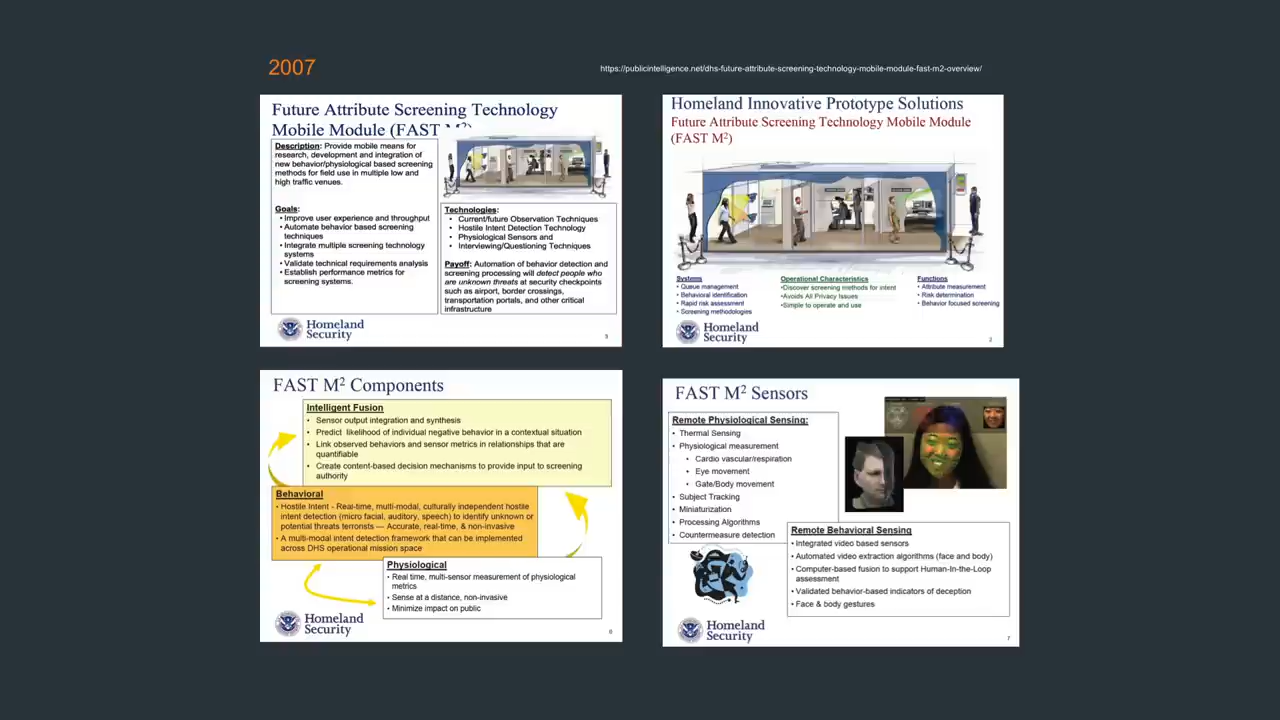 2007
https://publicintelligence.net/dhs-future-attribute-screening-technology-mobile-module-fast-m2-overview/
Future Attribute Screening Technology
Mobile Module (FAST M²)
Description: Provide mobile means for
research, development and integration of
new behavior/physiological based screening
methods for field use in multiple low and
high traffic venues.
Goals:
• Improve user experience and throughput
• Automate behavior based screening
techniques
• Integrate multiple screening technology
systems
• Validate technical requirements analysis
• Establish performance metrics for
screening systems.
Technologies:
• Current/future Observation Techniques
• Hostile Intent Detection Technology
• Physiological Sensors and
• Interviewing/Questioning Techniques
Payoff: Automation of behavior detection and
screening processing will detect people who
are unknown threats at security checkpoints
such as airport, border crossings,
transportation portals, and other critical
infrastructure
Homeland
Security
3
Homeland Innovative Prototype Solutions
Future Attribute Screening Technology Mobile Module
(FAST M²)
Systems
• Queue management
• Behavioral identification
• Rapid risk assessment
• Screening methodologies
Operational Characteristics
•Discover screening methods for intent
•Avoids All Privacy Issues
•Simple to operate and use
Functions
• Attribute measurement
• Risk determination
• Behavior focused screening
Homeland
Security
2
FAST M² Components
Intelligent Fusion
• Sensor output integration and synthesis
• Predict likelihood of individual negative behavior in a contextual situation
• Link observed behaviors and sensor metrics in relationships that are
quantifiable
• Create content-based decision mechanisms to provide input to screening
authority
Behavioral
• Hostile Intent - Real-time, multi-modal, culturally independent hostile
intent detection (micro facial, auditory, speech) to identify unknown or
potential threats terronsts — Accurate, real-time, & non-invasive
• A multi-modal intent detection framework that can be implemented
across DHS operational mission space
Physiological
• Real time, multi-sensor measurement of physiological
metrics
• Sense at a distance, non-invasive
• Minimize impact on public
Homeland
Security
FAST M² Sensors
Remote Physiological Sensing:
• Thermal Sensing
• Physiological measurement
• Cardio vascular/respiration
• Eye movement
• Gate/Body movement
• Subject Tracking
• Miniaturization
• Processing Algorithms
• Countermeasure detection
Remote Behavioral Sensing
• Integrated video based sensors
• Automated video extraction algorithms (face and body)
• Computer-based fusion to support Human-In-the-Loop
assessment
• Validated behavior-based indicators of deception
• Face & body gestures
Homeland
Security
7